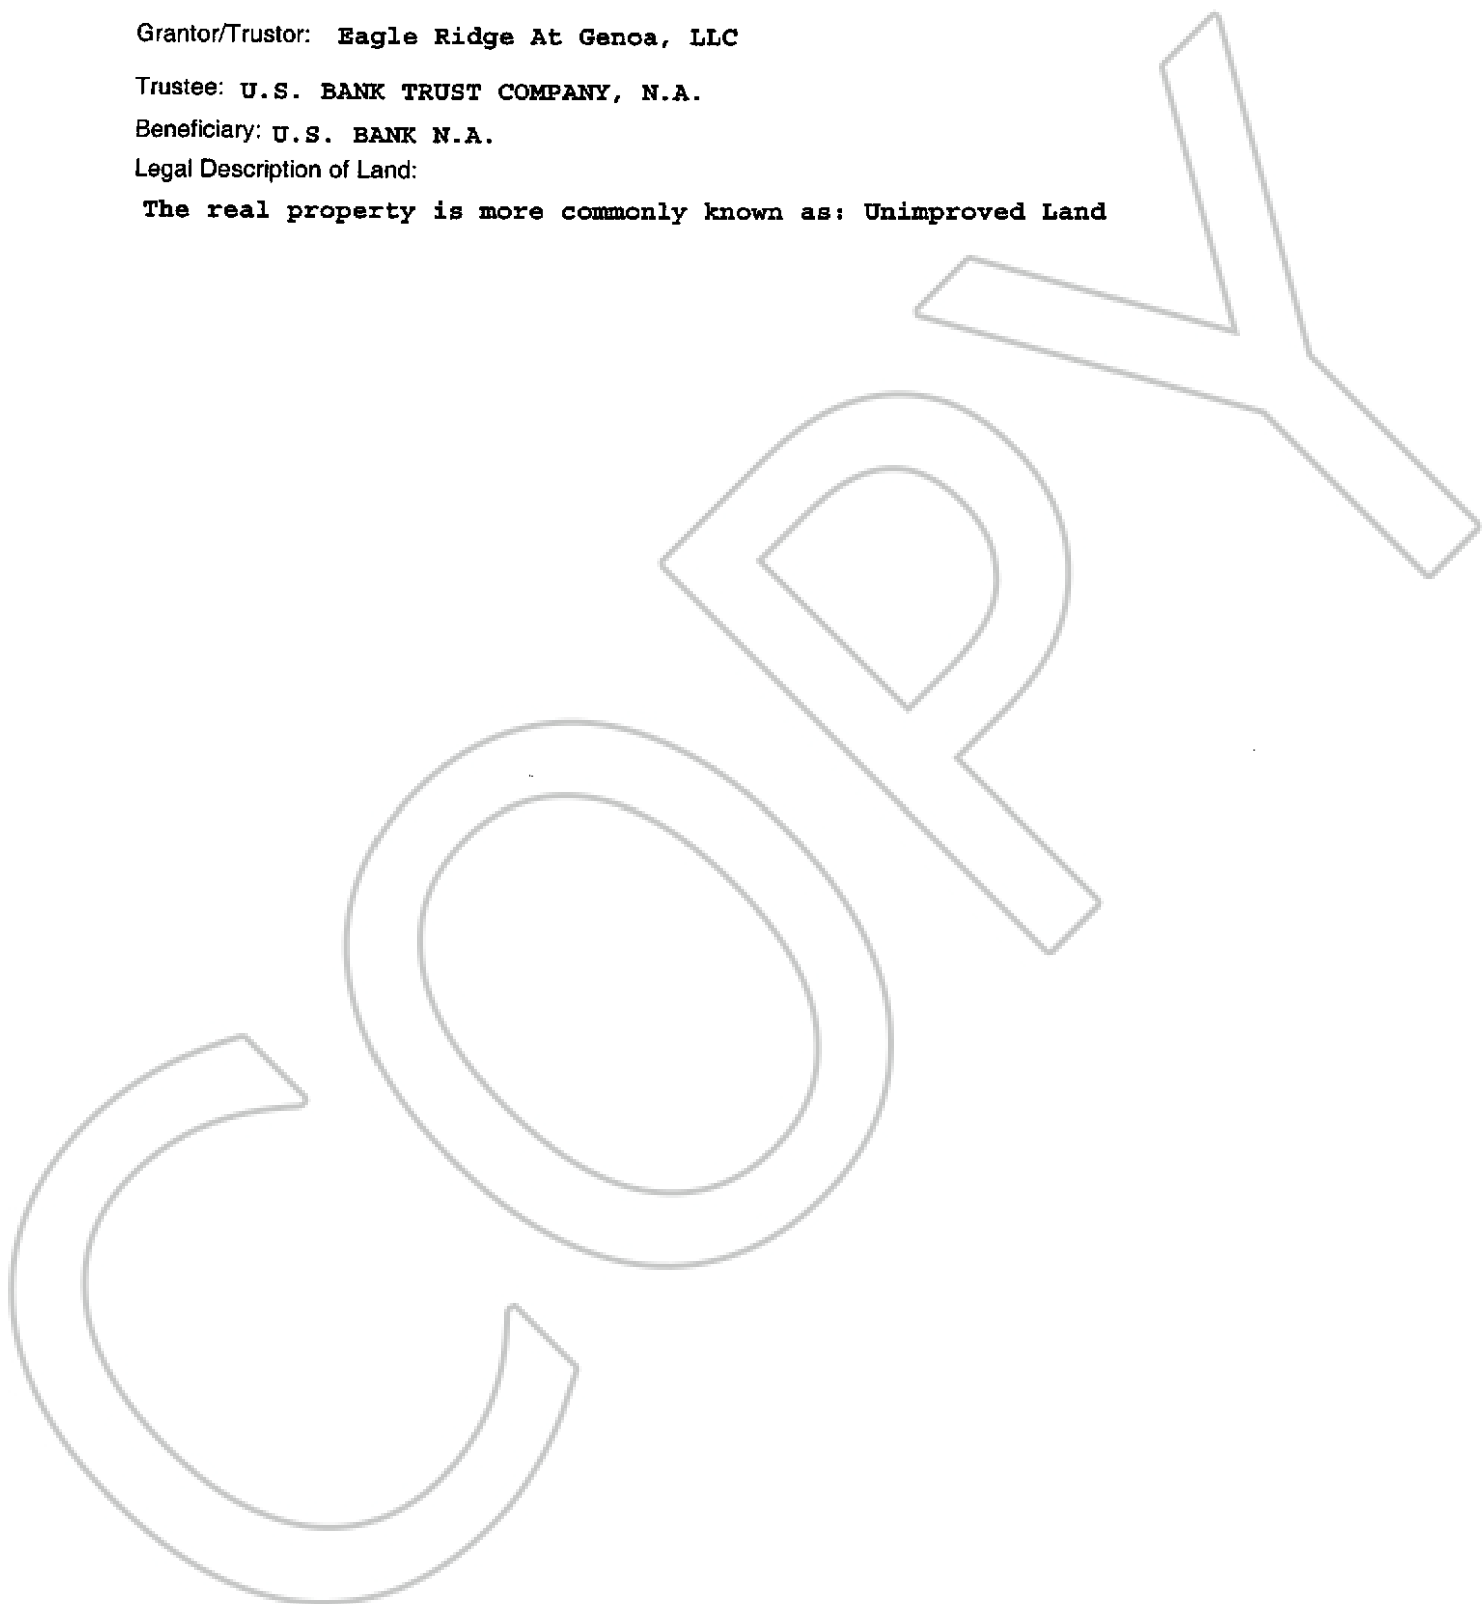 Grantor/Trustor: Eagle Ridge At Genoa, LLC
Trustee: U.S. BANK TRUST COMPANY, N.A.
Beneficiary: U.S. BANK N.A.
Legal Description of Land:
The real property is more commonly known as: Unimproved Land
COPY